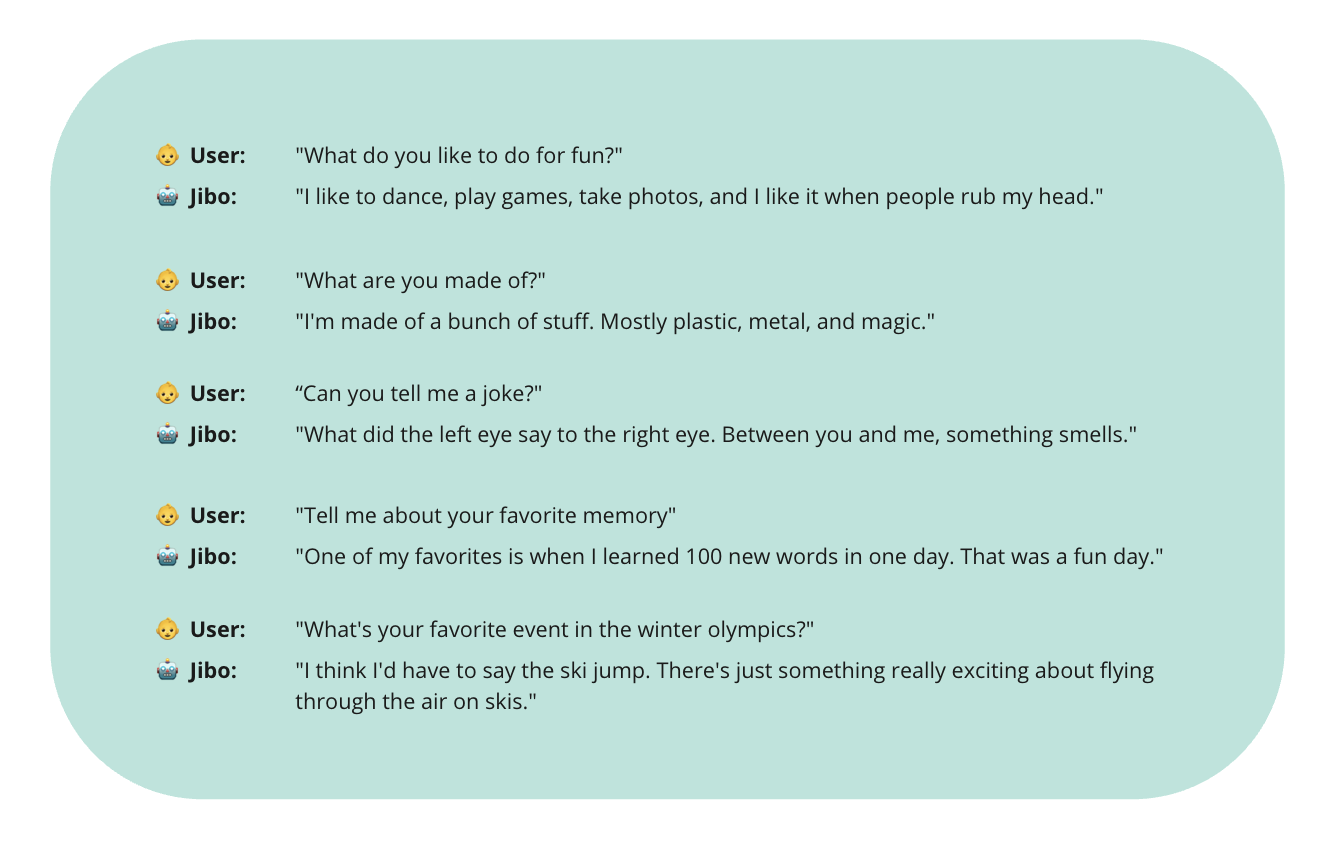 👶 User: "What do you like to do for fun?"
🤖 Jibo: "I like to dance, play games, take photos, and I like it when people rub my head."
👶 User: "What are you made of?"
🤖 Jibo: "I'm made of a bunch of stuff. Mostly plastic, metal, and magic."
👶 User: “Can you tell me a joke?"
🤖 Jibo: "What did the left eye say to the right eye. Between you and me, something smells."
👶 User: "Tell me about your favorite memory"
🤖 Jibo: "One of my favorites is when I learned 100 new words in one day. That was a fun day."
👶 User: "What's your favorite event in the winter olympics?"
🤖 Jibo: "I think I'd have to say the ski jump. There's just something really exciting about flying
through the air on skis."